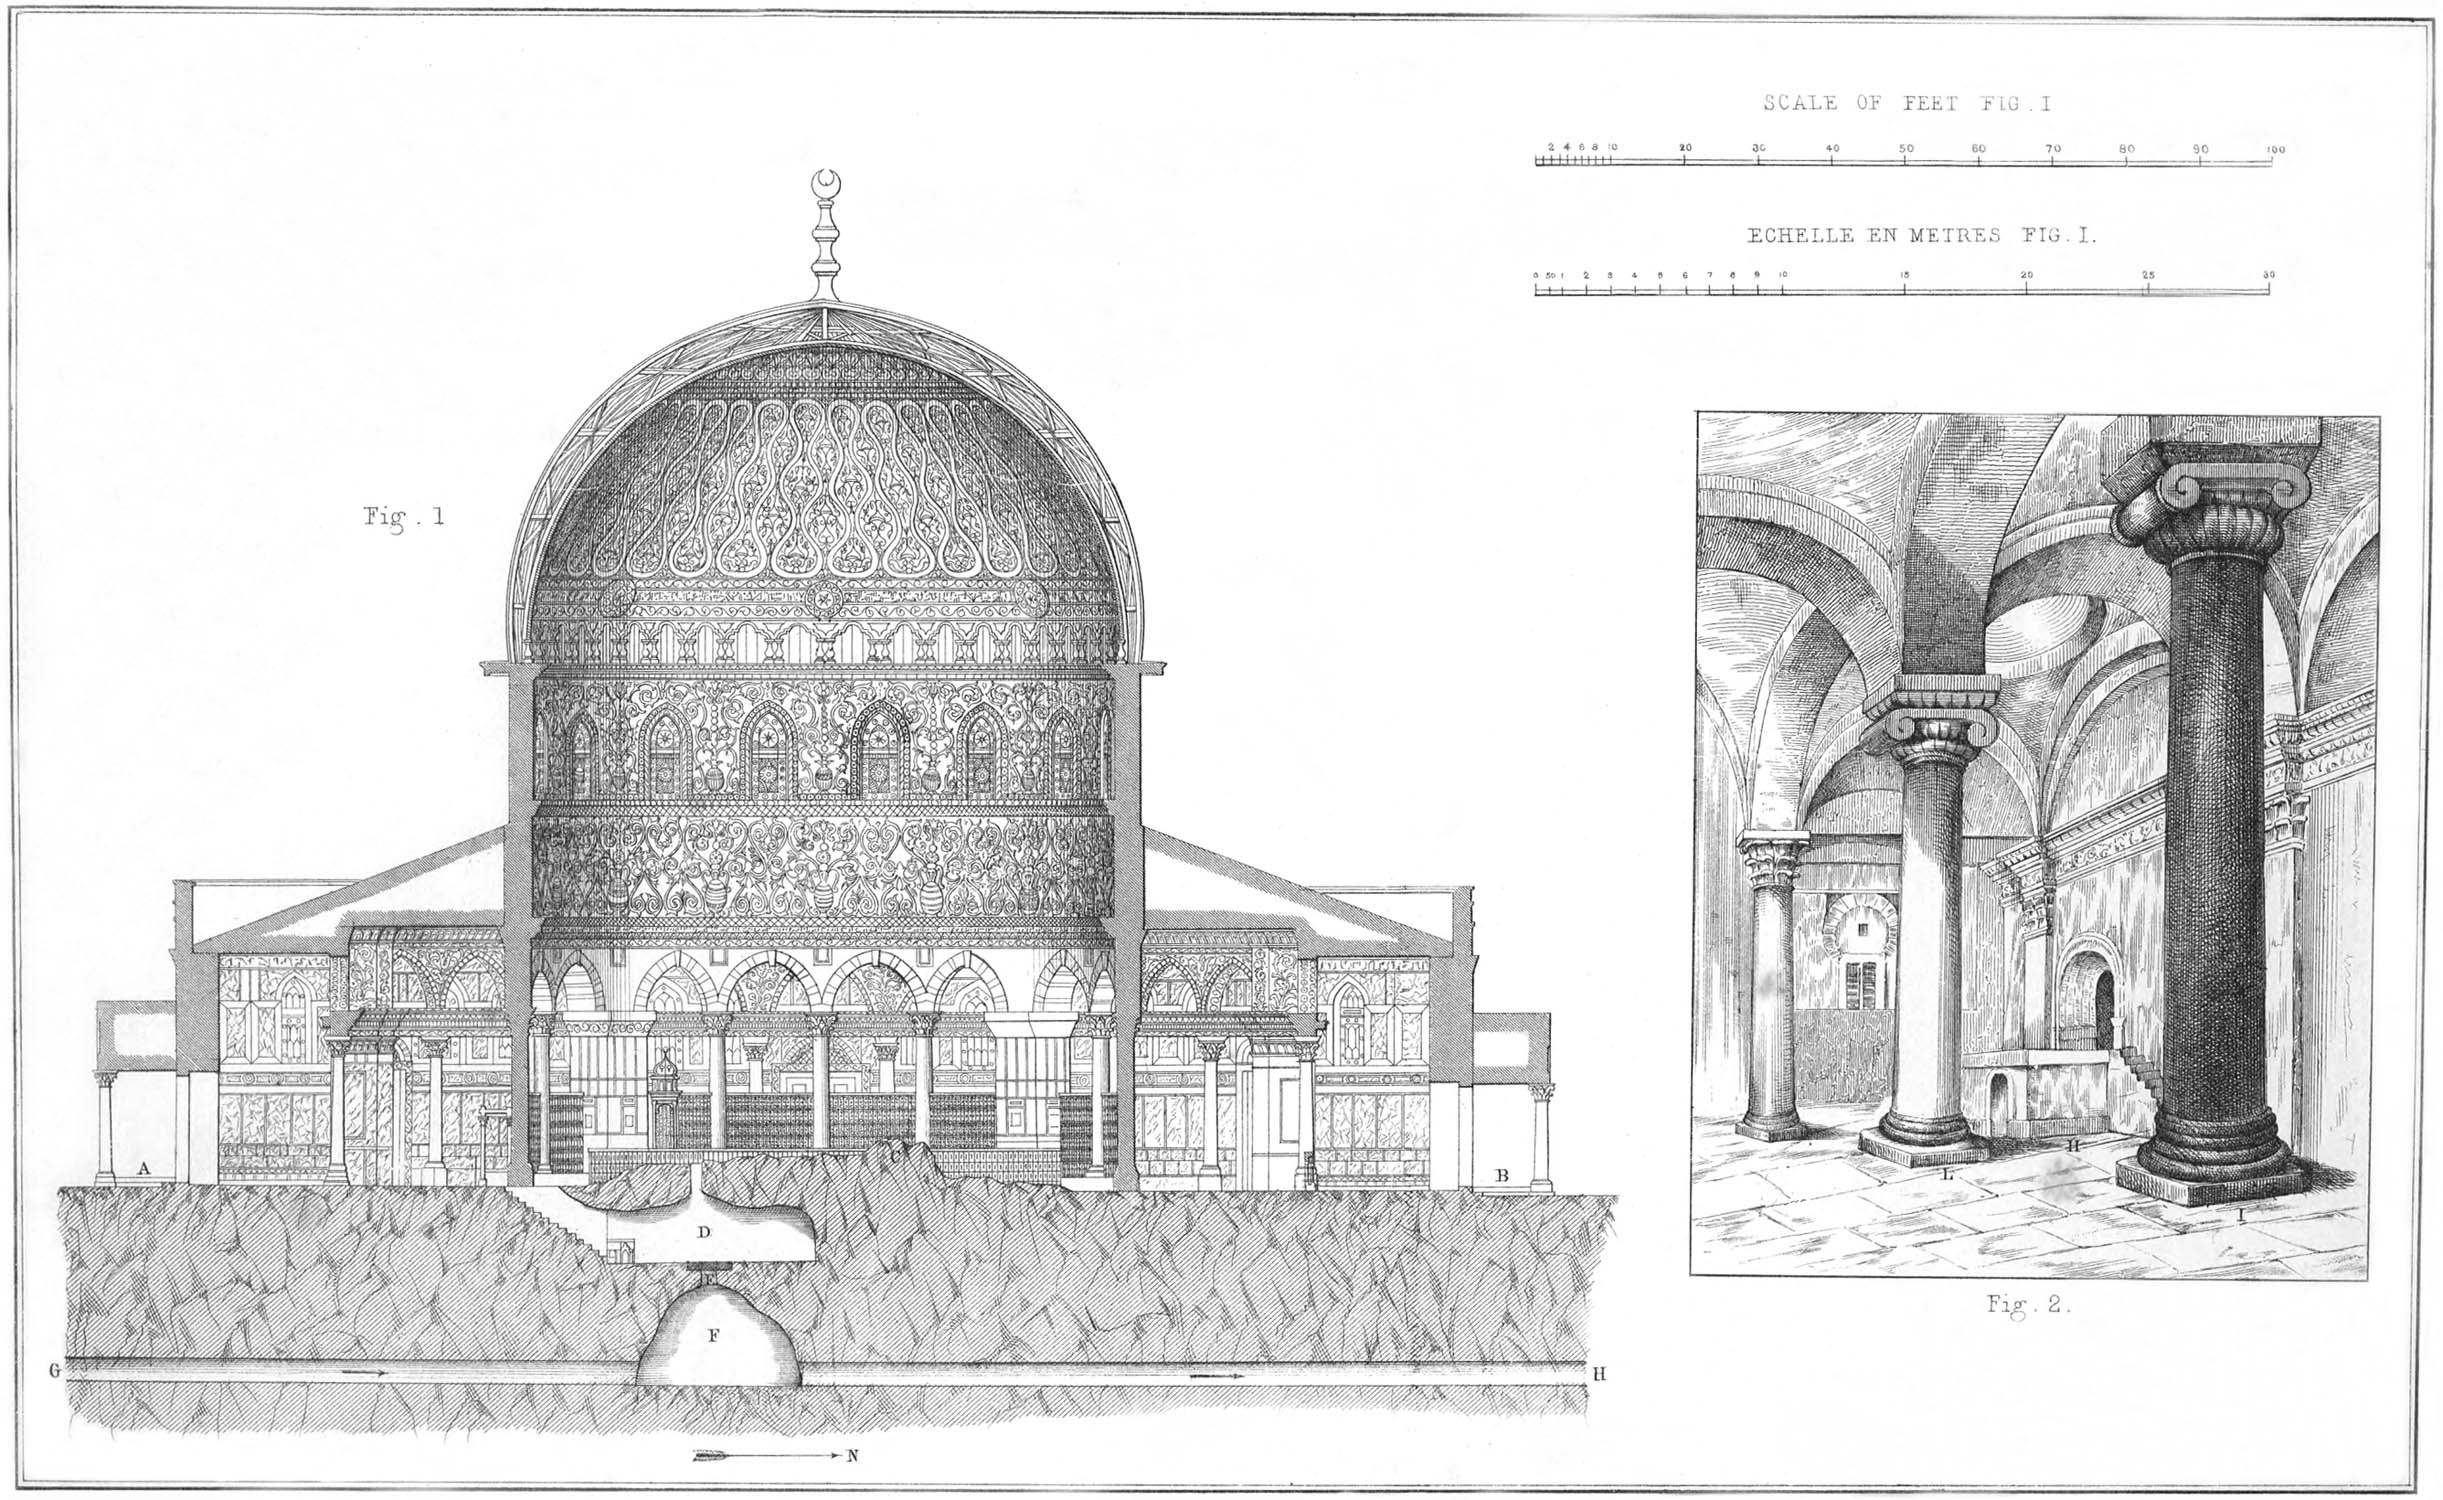 SCALE OF FEET FIG. I
2 4 6 8 10 20 30 40 50 60 70 80 90 100
ECHELLE EN METRES FIG. I.
0 50 1 2 3 4 5 6 7 8 9 10 15 20 25 30
Fig. 1
A
B
C
D
E
F
G
H
N
H
L
I
Fig. 2.